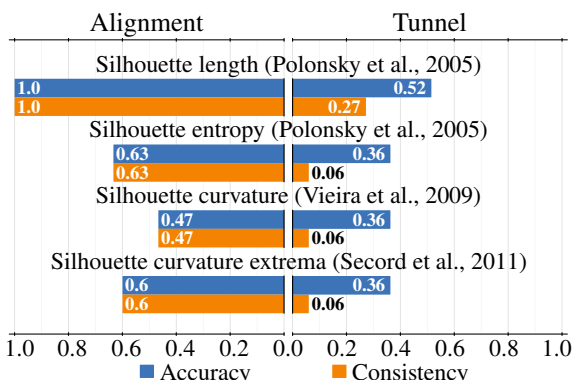 Alignment Tunnel
Silhouette length (Polonsky et al., 2005)
1.0 0.52
1.0 0.27
Silhouette entropy (Polonsky et al., 2005)
0.63 0.36
0.63 0.06
Silhouette curvature (Vieira et al., 2009)
0.47 0.36
0.47 0.06
Silhouette curvature extrema (Secord et al., 2011)
0.6 0.36
0.6 0.06
1.0 0.8 0.6 0.4 0.2 0.0 0.2 0.4 0.6 0.8 1.0
Accuracy Consistency